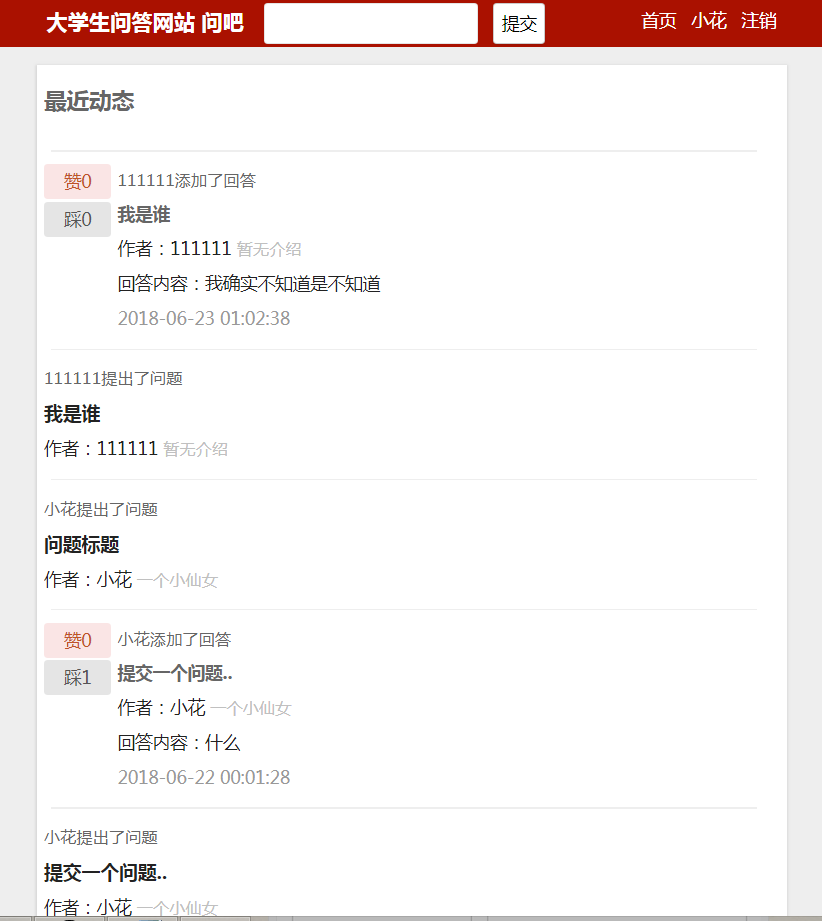 大学生问答网站 问吧 提交 首页 小花 注销
最近动态
赞0 111111添加了回答
踩0 我是谁
作者：111111 暂无介绍
回答内容：我确实不知道是不知道
2018-06-23 01:02:38
111111提出了问题
我是谁
作者：111111 暂无介绍
小花提出了问题
问题标题
作者：小花 一个小仙女
赞0 小花添加了回答
踩1 提交一个问题..
作者：小花 一个小仙女
回答内容：什么
2018-06-22 00:01:28
小花提出了问题
提交一个问题..
作者：小花 一个小仙女